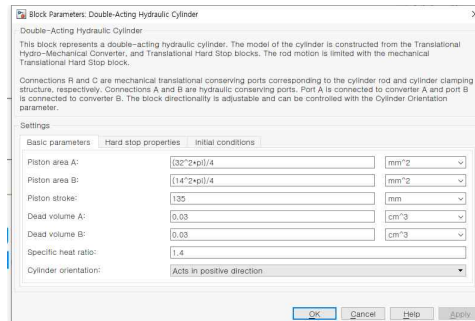 Block Parameters: Double-Acting Hydraulic Cylinder
Double-Acting Hydraulic Cylinder
This block represents a double-acting hydraulic cylinder. The model of the cylinder is constructed from the Translational
Hydro-Mechanical Converter, and Translational Hard Stop blocks. The rod motion is limited with the mechanical
Translational Hard Stop block.
Connections R and C are mechanical translational conserving ports corresponding to the cylinder rod and cylinder clamping
structure, respectively. Connections A and B are hydraulic conserving ports. Port A is connected to converter A and port B
is connected to converter B. The block directionality is adjustable and can be controlled with the Cylinder Orientation
parameter.
Settings
Basic parameters Hard stop properties Initial conditions
Piston area A: (32^2*pi)/4 mm^2
Piston area B: (14^2*pi)/4 mm^2
Piston stroke: 135 mm
Dead volume A: 0.03 cm^3
Dead volume B: 0.03 cm^3
Specific heat ratio: 1.4
Cylinder orientation: Acts in positive direction
OK Cancel Help Apply